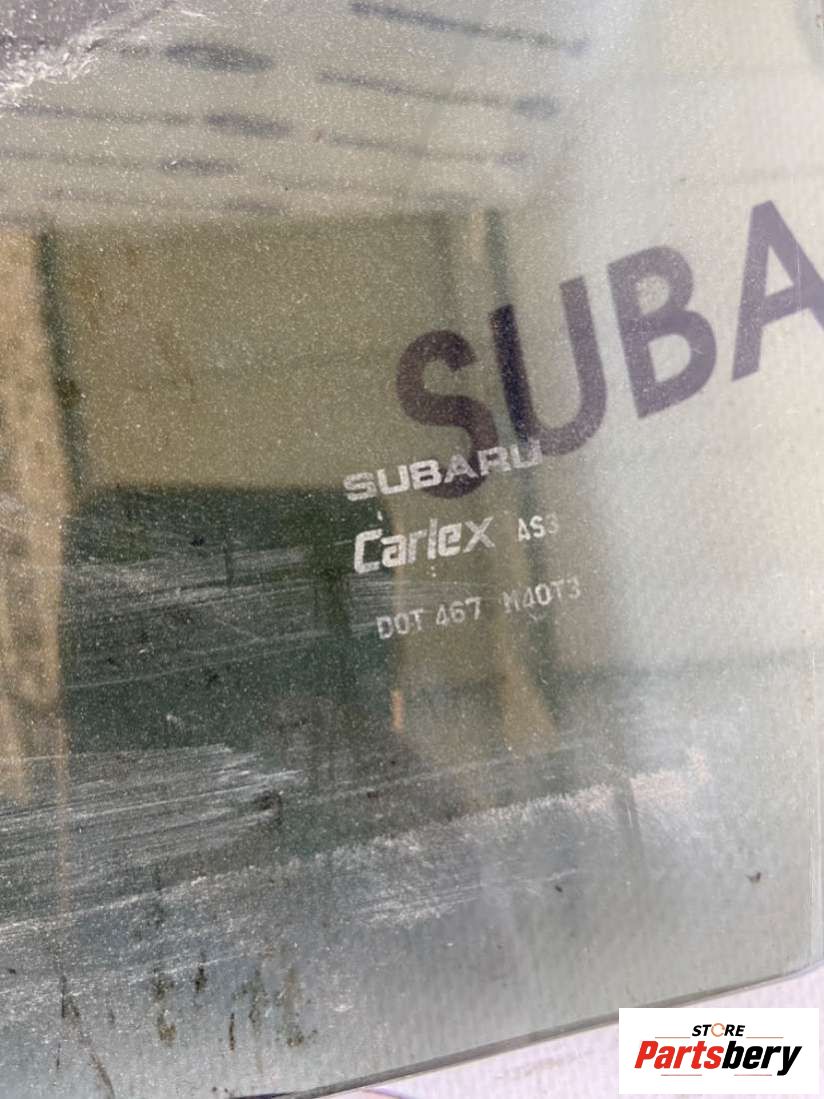 SUBA
SUBARU
Carlex AS3
DOT 467 M40T3
STORE
Partsbery